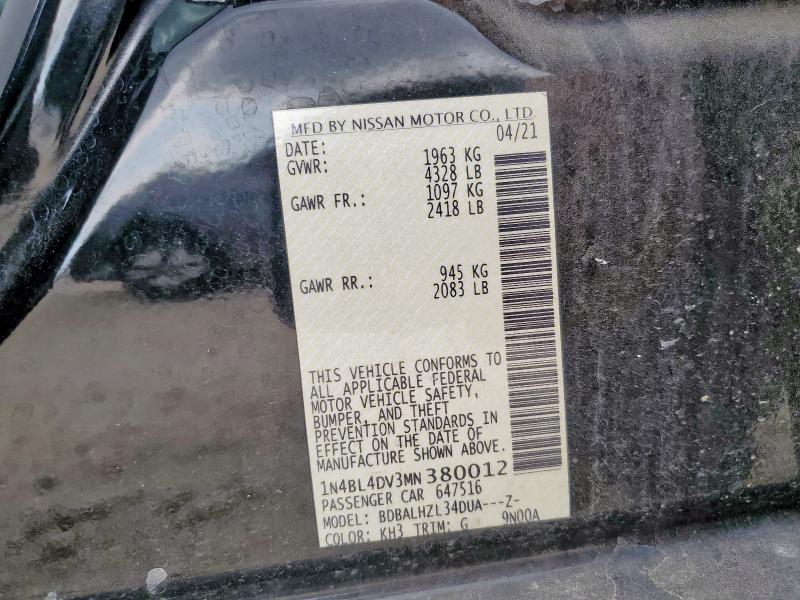 MFD BY NISSAN MOTOR CO., LTD.
DATE: 04/21
GVWR: 1963 KG
4328 LB
GAWR FR.: 1097 KG
2418 LB
GAWR RR.: 945 KG
2083 LB
THIS VEHICLE CONFORMS TO
ALL APPLICABLE FEDERAL
MOTOR VEHICLE SAFETY,
BUMPER, AND THEFT
PREVENTION STANDARDS IN
EFFECT ON THE DATE OF
MANUFACTURE SHOWN ABOVE.
1N4BL4DV3MN380012
PASSENGER CAR 647516
MODEL: BDBALHZL34DUA---Z-
COLOR: KH3 TRIM: G 9N00A